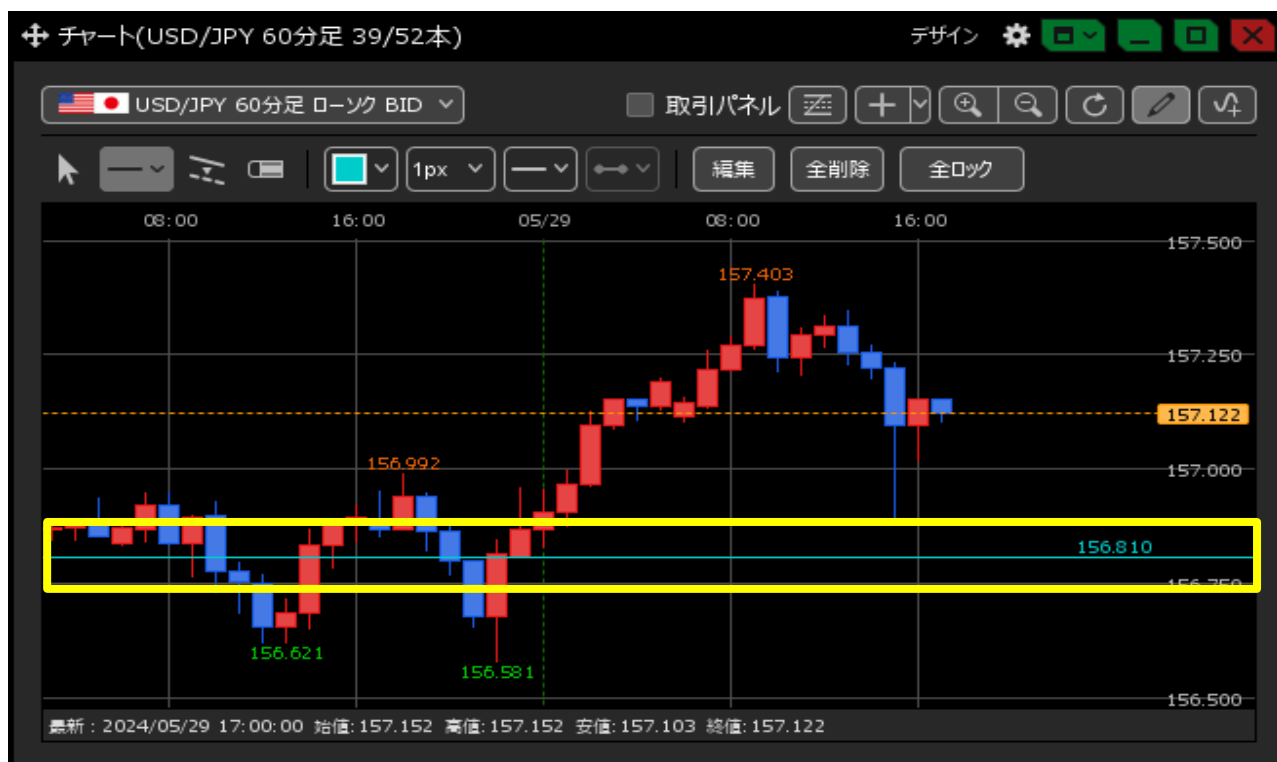 チャート(USD/JPY 60分足 39/52本) デザイン
USD/JPY 60分足 ローソク BID 取引パネル
1px 編集 全削除 全ロック
08:00 16:00 05/29 08:00 16:00
157.500
157.403
157.250
157.122
156.992
157.000
156.810
156.750
156.621
156.581
156.500
最新：2024/05/29 17:00:00 始値:157.152 高値:157.152 安値:157.103 終値:157.122